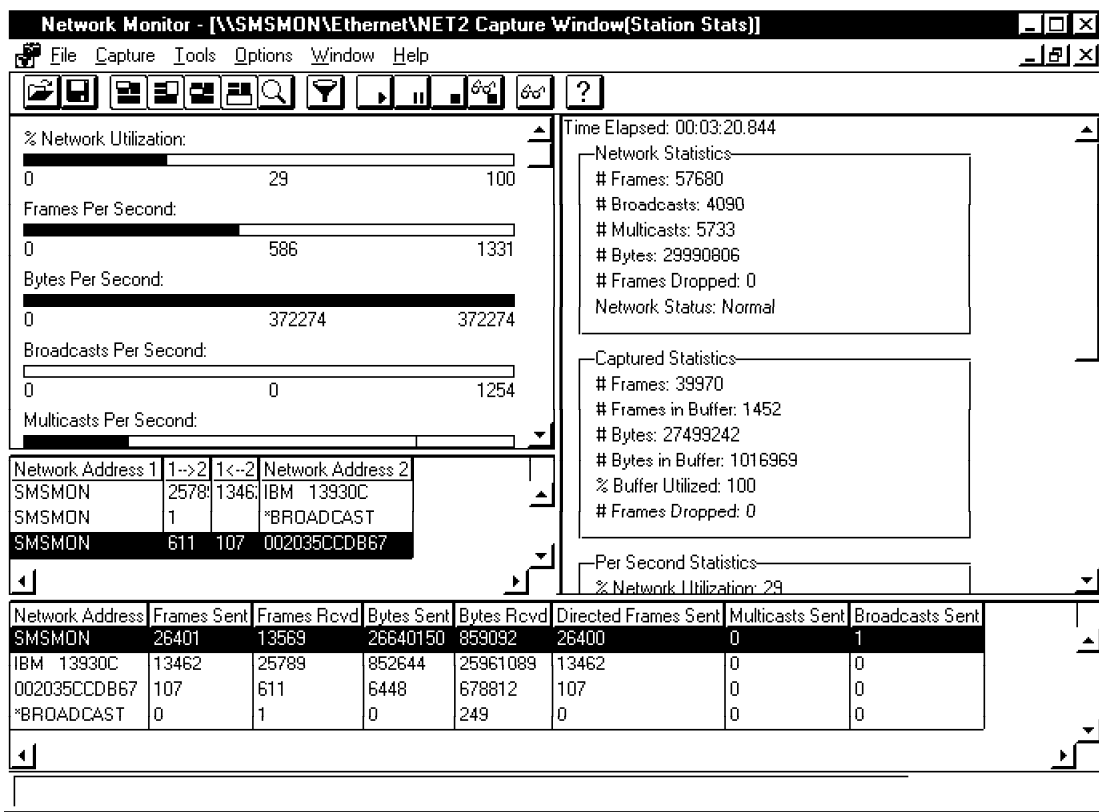 Network Monitor - [\\SMSMON\Ethernet\NET2 Capture Window(Station Stats)]
File Capture Tools Options Window Help
?
% Network Utilization:
0 29 100
Frames Per Second:
0 586 1331
Bytes Per Second:
0 372274 372274
Broadcasts Per Second:
0 0 1254
Multicasts Per Second:
Time Elapsed: 00:03:20.844
Network Statistics
# Frames: 57680
# Broadcasts: 4090
# Multicasts: 5733
# Bytes: 29990806
# Frames Dropped: 0
Network Status: Normal
Captured Statistics
# Frames: 39970
# Frames in Buffer: 1452
# Bytes: 27499242
# Bytes in Buffer: 1016969
% Buffer Utilized: 100
# Frames Dropped: 0
Per Second Statistics
% Network Utilization: 29
Network Address 1 1-->2 1<--2 Network Address 2
SMSMON 2578 1346 IBM 13930C
SMSMON 1 *BROADCAST
SMSMON 611 107 002035CCDB67
Network Address Frames Sent Frames Rcvd Bytes Sent Bytes Rcvd Directed Frames Sent Multicasts Sent Broadcasts Sent
SMSMON 26401 13569 26640150 859092 26400 0 1
IBM 13930C 13462 25789 852644 25961089 13462 0 0
002035CCDB67 107 611 6448 678812 107 0 0
*BROADCAST 0 1 0 249 0 0 0